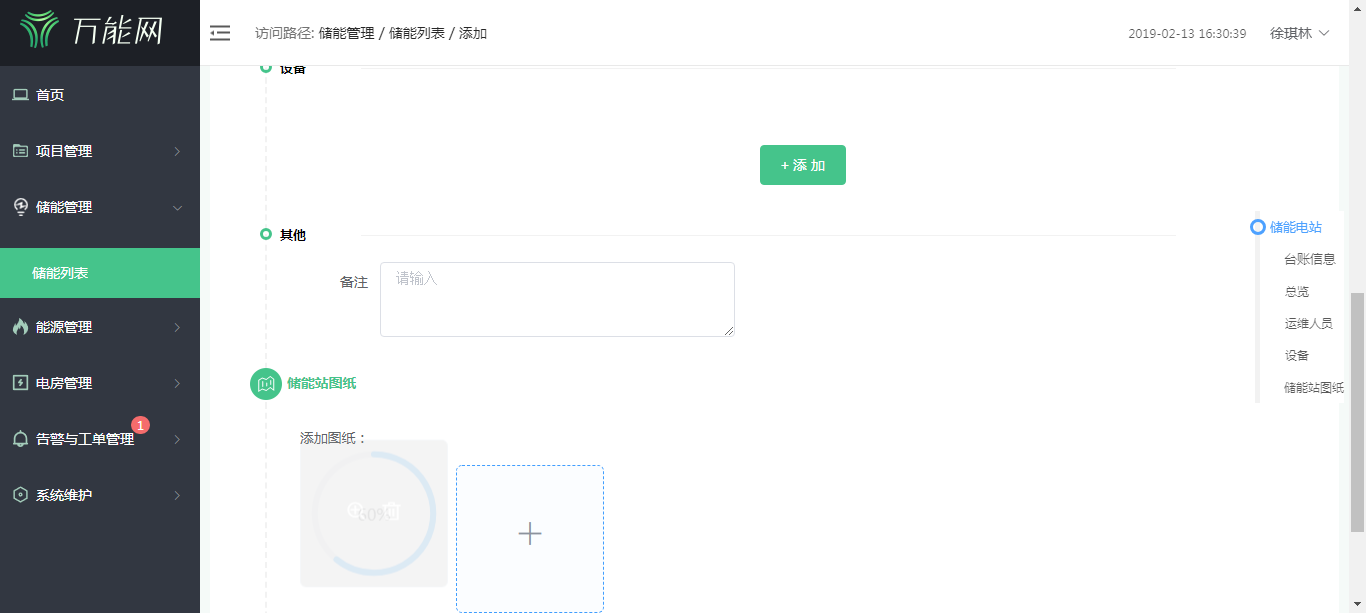 万能网
访问路径: 储能管理 / 储能列表 / 添加
2019-02-13 16:30:39
徐琪林
首页
项目管理
储能管理
储能列表
能源管理
电房管理
告警与工单管理
1
系统维护
设备
+ 添 加
其他
备注
请输入
储能站图纸
添加图纸：
60%
储能电站
台账信息
总览
运维人员
设备
储能站图纸